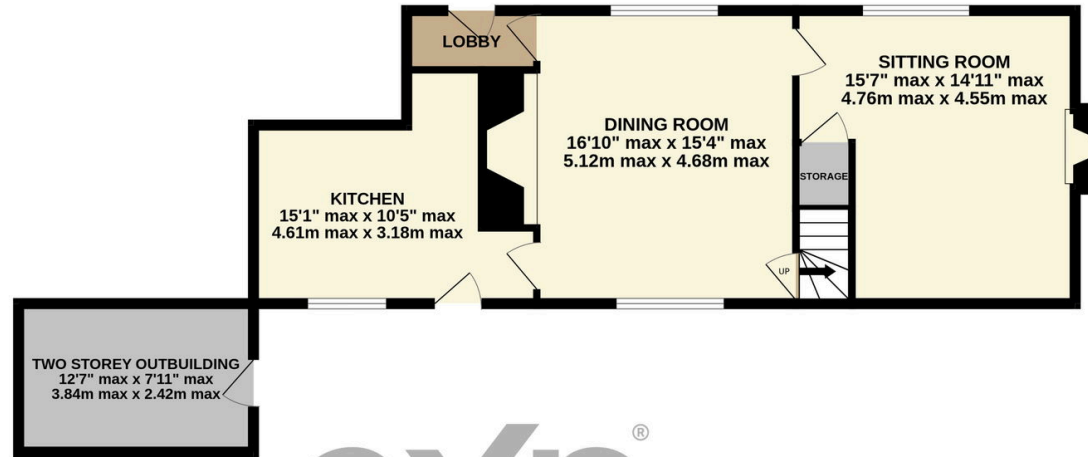 LOBBY
SITTING ROOM
15'7" max x 14'11" max
4.76m max x 4.55m max
DINING ROOM
16'10" max x 15'4" max
5.12m max x 4.68m max
STORAGE
KITCHEN
15'1" max x 10'5" max
4.61m max x 3.18m max
UP
TWO STOREY OUTBUILDING
12'7" max x 7'11" max
3.84m max x 2.42m max
®